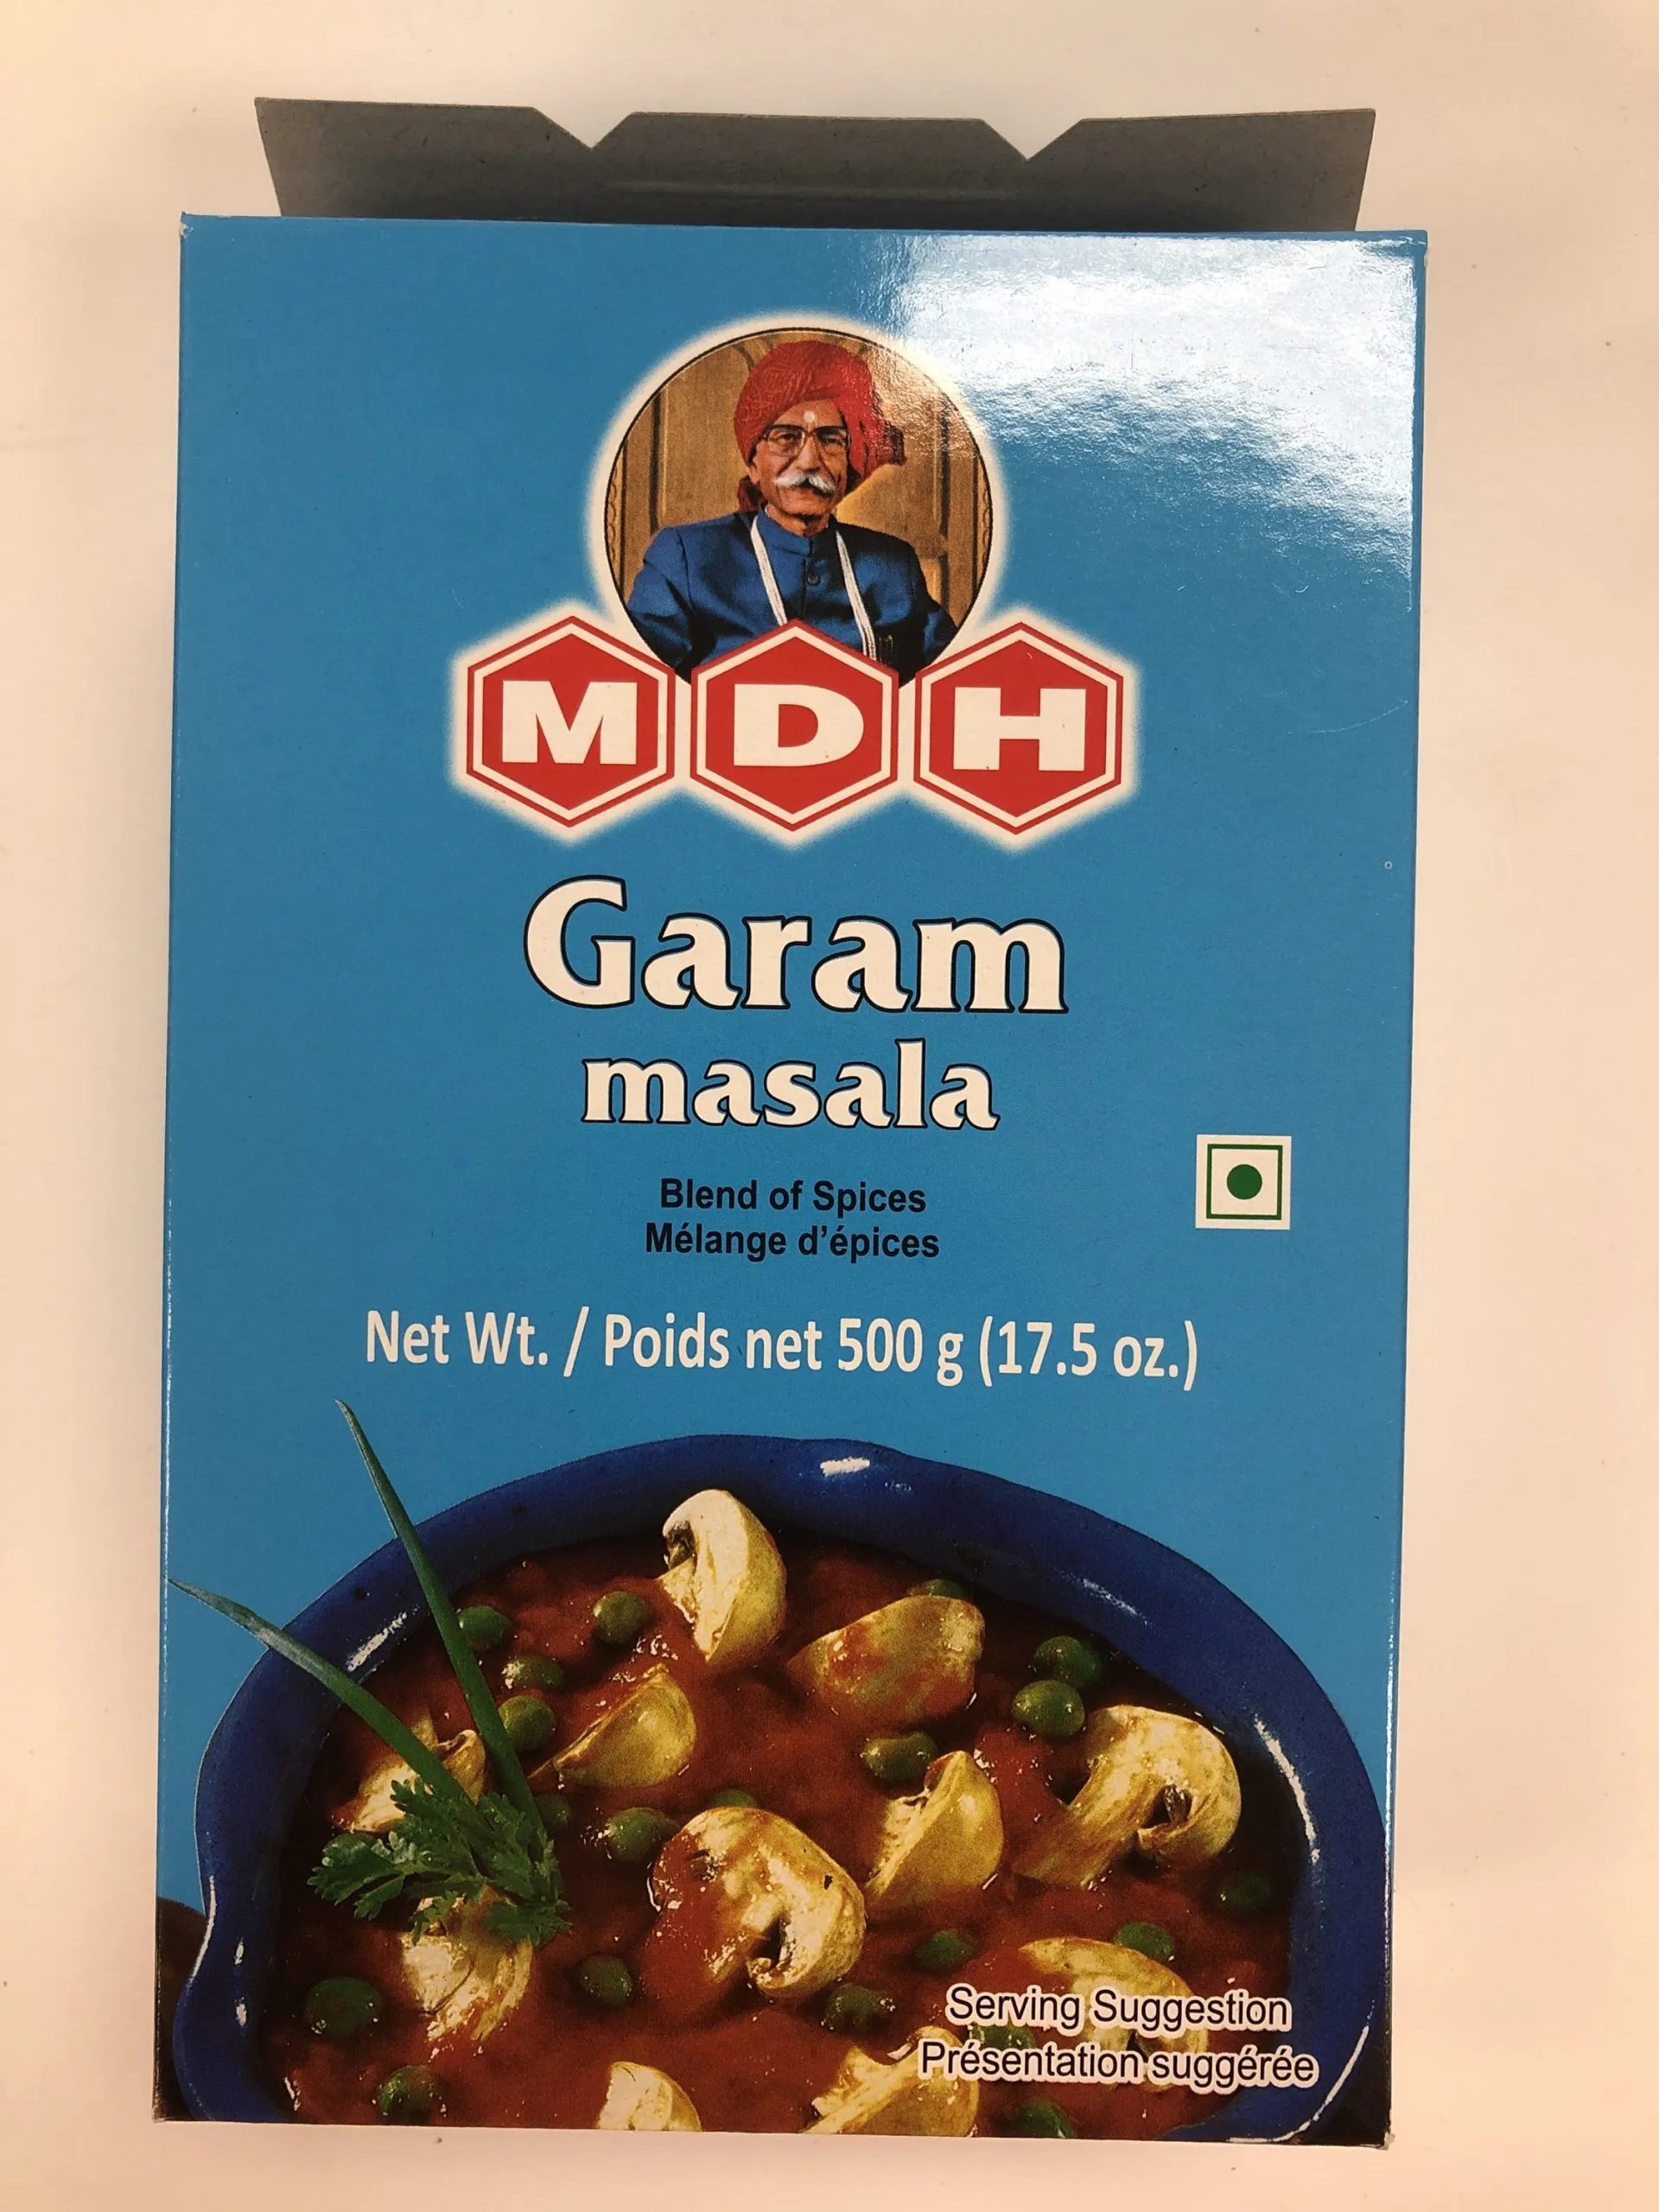 MDH
Garam
masala
Blend of Spices
Mélange d'épices
Net Wt. / Poids net 500 g (17.5 oz.)
Serving Suggestion
Présentation suggérée